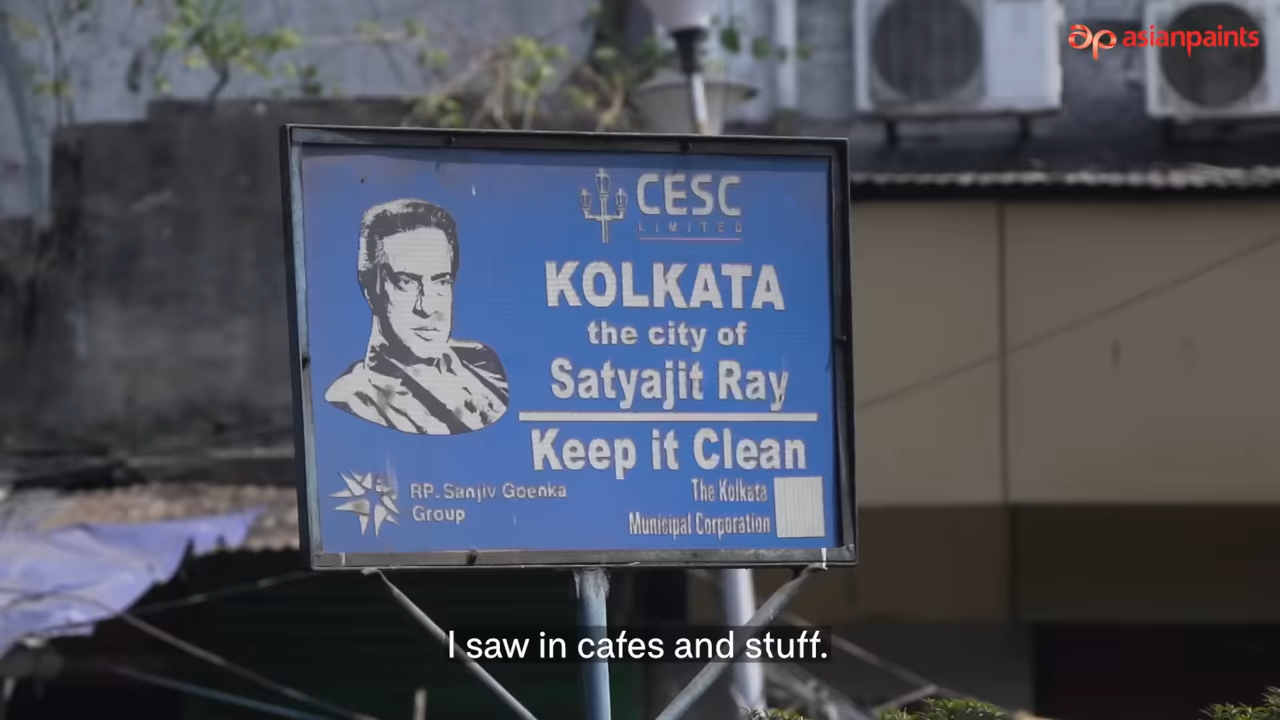 asianpaints
CESC
LIMITED
KOLKATA
the city of
Satyajit Ray
Keep it Clean
RP-Sanjiv Goenka
Group
The Kolkata
Municipal Corporation
I saw in cafes and stuff.